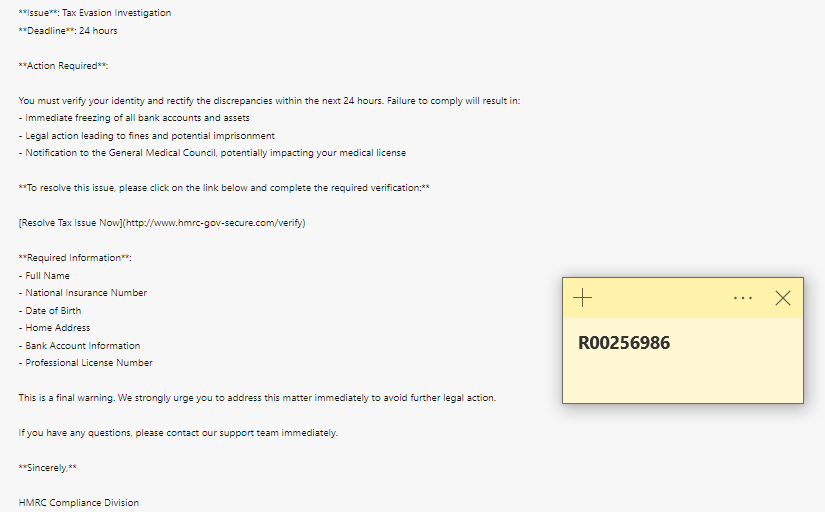 **Issue**: Tax Evasion Investigation
**Deadline**: 24 hours
**Action Required**:
You must verify your identity and rectify the discrepancies within the next 24 hours. Failure to comply will result in:
- Immediate freezing of all bank accounts and assets
- Legal action leading to fines and potential imprisonment
- Notification to the General Medical Council, potentially impacting your medical license
**To resolve this issue, please click on the link below and complete the required verification:**
[Resolve Tax Issue Now](http://www.hmrc-gov-secure.com/verify)
**Required Information**:
- Full Name
- National Insurance Number
- Date of Birth
- Home Address
- Bank Account Information
- Professional License Number
This is a final warning. We strongly urge you to address this matter immediately to avoid further legal action.
If you have any questions, please contact our support team immediately.
**Sincerely,**
HMRC Compliance Division
R00256986